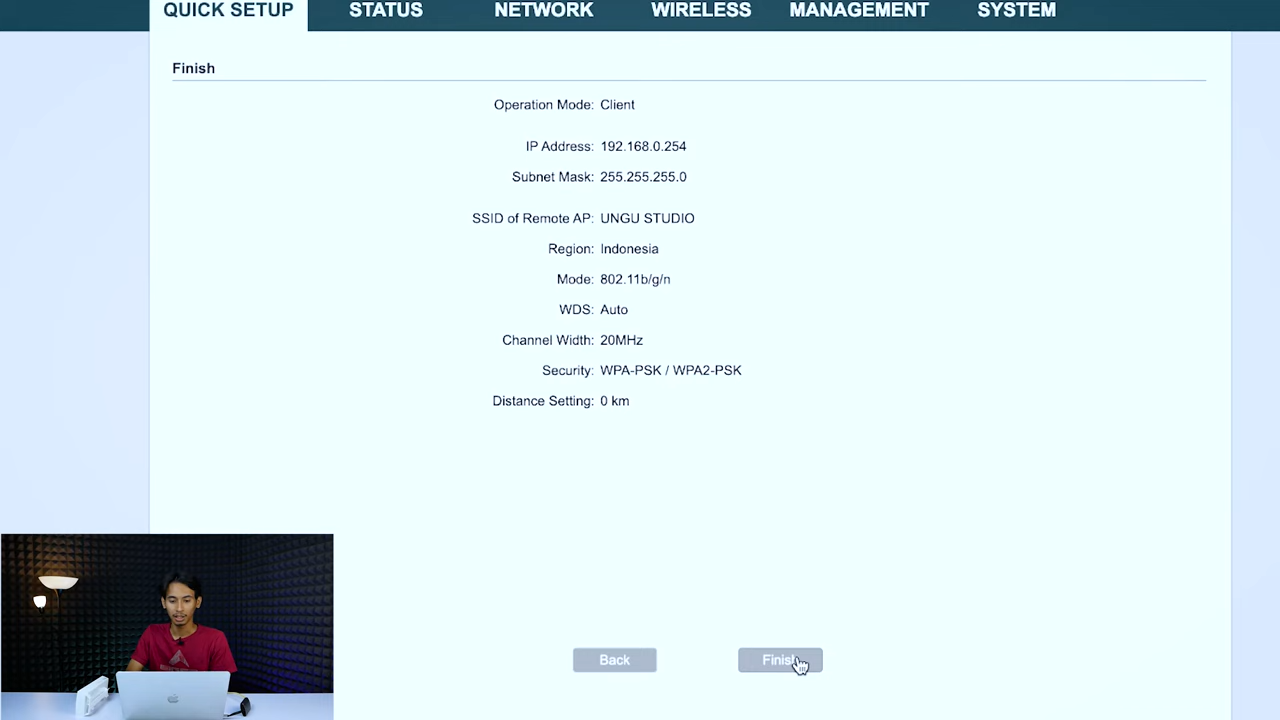 QUICK SETUP STATUS NETWORK WIRELESS MANAGEMENT SYSTEM
Finish
Operation Mode: Client
IP Address: 192.168.0.254
Subnet Mask: 255.255.255.0
SSID of Remote AP: UNGU STUDIO
Region: Indonesia
Mode: 802.11b/g/n
WDS: Auto
Channel Width: 20MHz
Security: WPA-PSK / WPA2-PSK
Distance Setting: 0 km
Back Finish